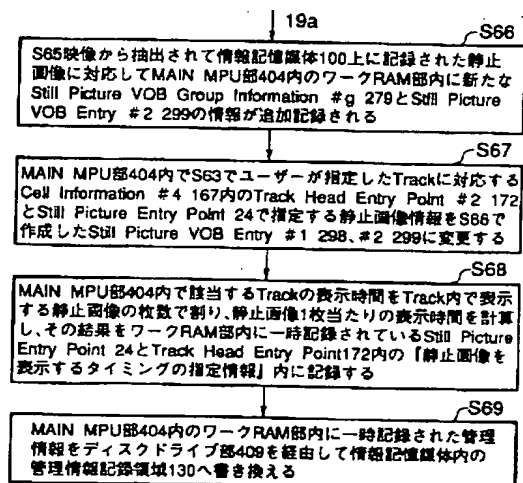 19a
S66
S65映像から抽出されて情報記憶媒体100上に記録された静止
画像に対応してMAIN MPU部404内のワークRAM部内に新たな
Still Picture VOB Group Information #g 279とStill Picture
VOB Entry #2 299の情報が追加記録される
S67
MAIN MPU部404内でS63でユーザーが指定したTrackに対応する
Cell Information #4 167内のTrack Head Entry Point #2 172
とStill Picture Entry Point 24で指定する静止画像情報をS66で
作成したStill Picture VOB Entry #1 298、#2 299に変更する
S68
MAIN MPU部404内で該当するTrackの表示時間をTrack内で表示
する静止画像の枚数で割り、静止画像1枚当たりの表示時間を計算
し、その結果をワークRAM部内に一時記録されているStill Picture
Entry Point 24とTrack Head Entry Point172内の『静止画像を
表示するタイミングの指定情報』内に記録する
S69
MAIN MPU部404内のワークRAM部内に一時記録された管理
情報をディスクドライブ部409を経由して情報記憶媒体内の
管理情報記録領域130へ書き換える